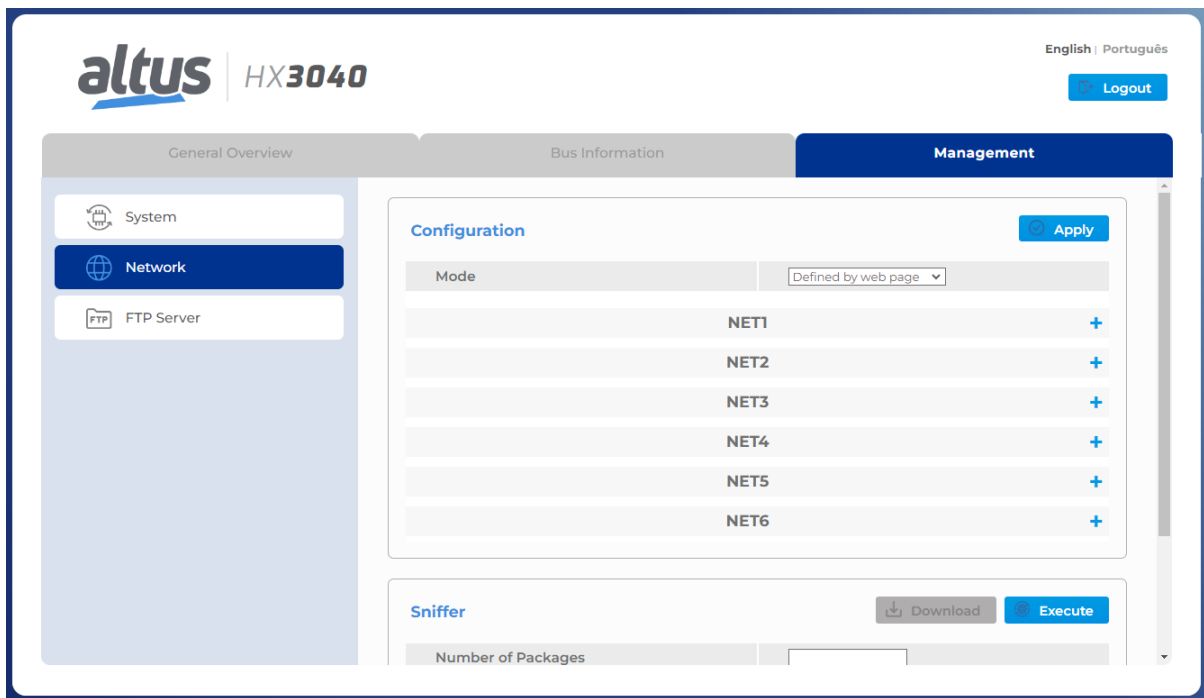 altus HX3040
English | Português
Logout
General Overview Bus Information Management
System
Network
FTP FTP Server
Configuration Apply
Mode Defined by web page
NET1 +
NET2 +
NET3 +
NET4 +
NET5 +
NET6 +
Sniffer Download Execute
Number of Packages